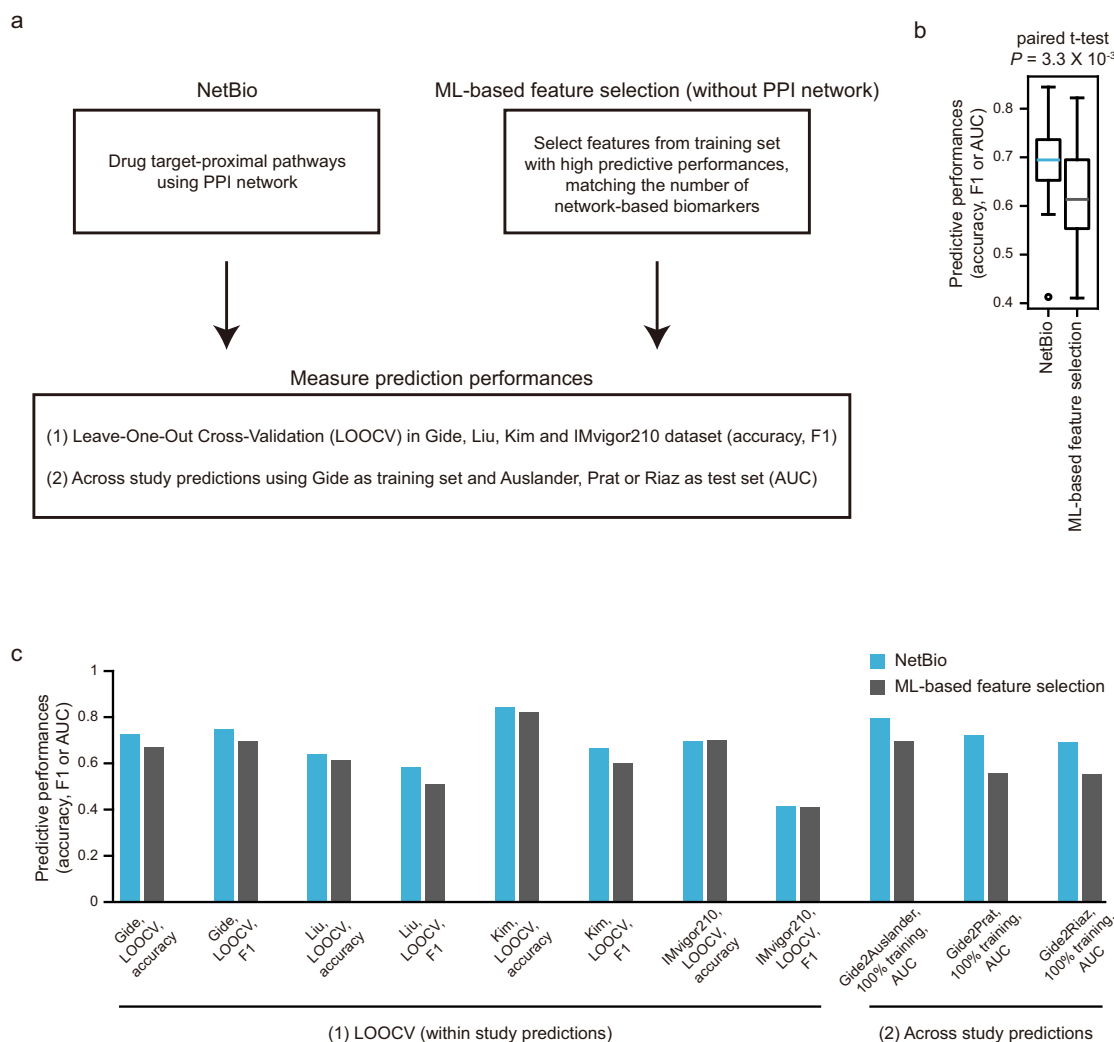 a
NetBio
Drug target-proximal pathways
using PPI network
ML-based feature selection (without PPI network)
Select features from training set
with high predictive performances,
matching the number of
network-based biomarkers
Measure prediction performances
(1) Leave-One-Out Cross-Validation (LOOCV) in Gide, Liu, Kim and IMvigor210 dataset (accuracy, F1)
(2) Across study predictions using Gide as training set and Auslander, Prat or Riaz as test set (AUC)
b
paired t-test
P = 3.3 X 10-3
Predictive performances
(accuracy, F1 or AUC)
0.8
0.7
0.6
0.5
0.4
NetBio
ML-based feature selection
c
Predictive performances
(accuracy, F1 or AUC)
1
0.8
0.6
0.4
0.2
0
NetBio
ML-based feature selection
Gide,
LOOCV,
accuracy
Gide,
LOOCV,
F1
Liu,
LOOCV,
accuracy
Liu,
LOOCV,
F1
Kim,
LOOCV,
accuracy
Kim,
LOOCV,
F1
IMvigor210,
LOOCV,
accuracy
IMvigor210,
LOOCV,
F1
Gide2Auslander,
100% training,
AUC
Gide2Prat,
100% training,
AUC
Gide2Riaz,
100% training,
AUC
(1) LOOCV (within study predictions)
(2) Across study predictions